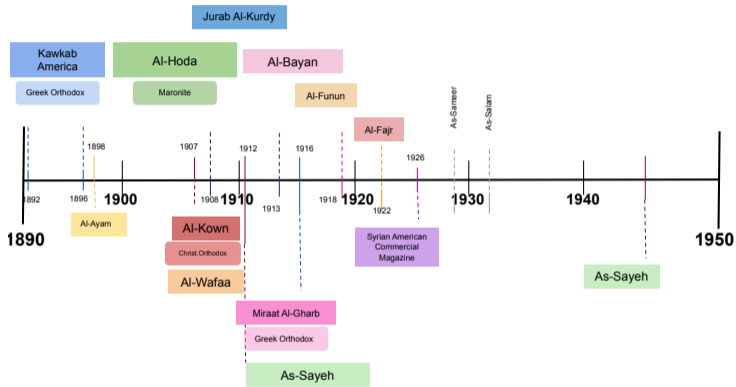 Jurab Al-Kurdy
Kawkab
America
Al-Hoda
Al-Bayan
Greek Orthodox
Maronite
Al-Funun
Al-Fajr
As-Sameer
As-Salam
1898
1907
1912
1916
1926
1892
1896
1900
1908
1910
1913
1918
1920
1922
1930
1940
1890
1950
Al-Ayam
Al-Kown
Christ.Orthodox
Al-Wafaa
Syrian American
Commercial
Magazine
As-Sayeh
Miraat Al-Gharb
Greek Orthodox
As-Sayeh